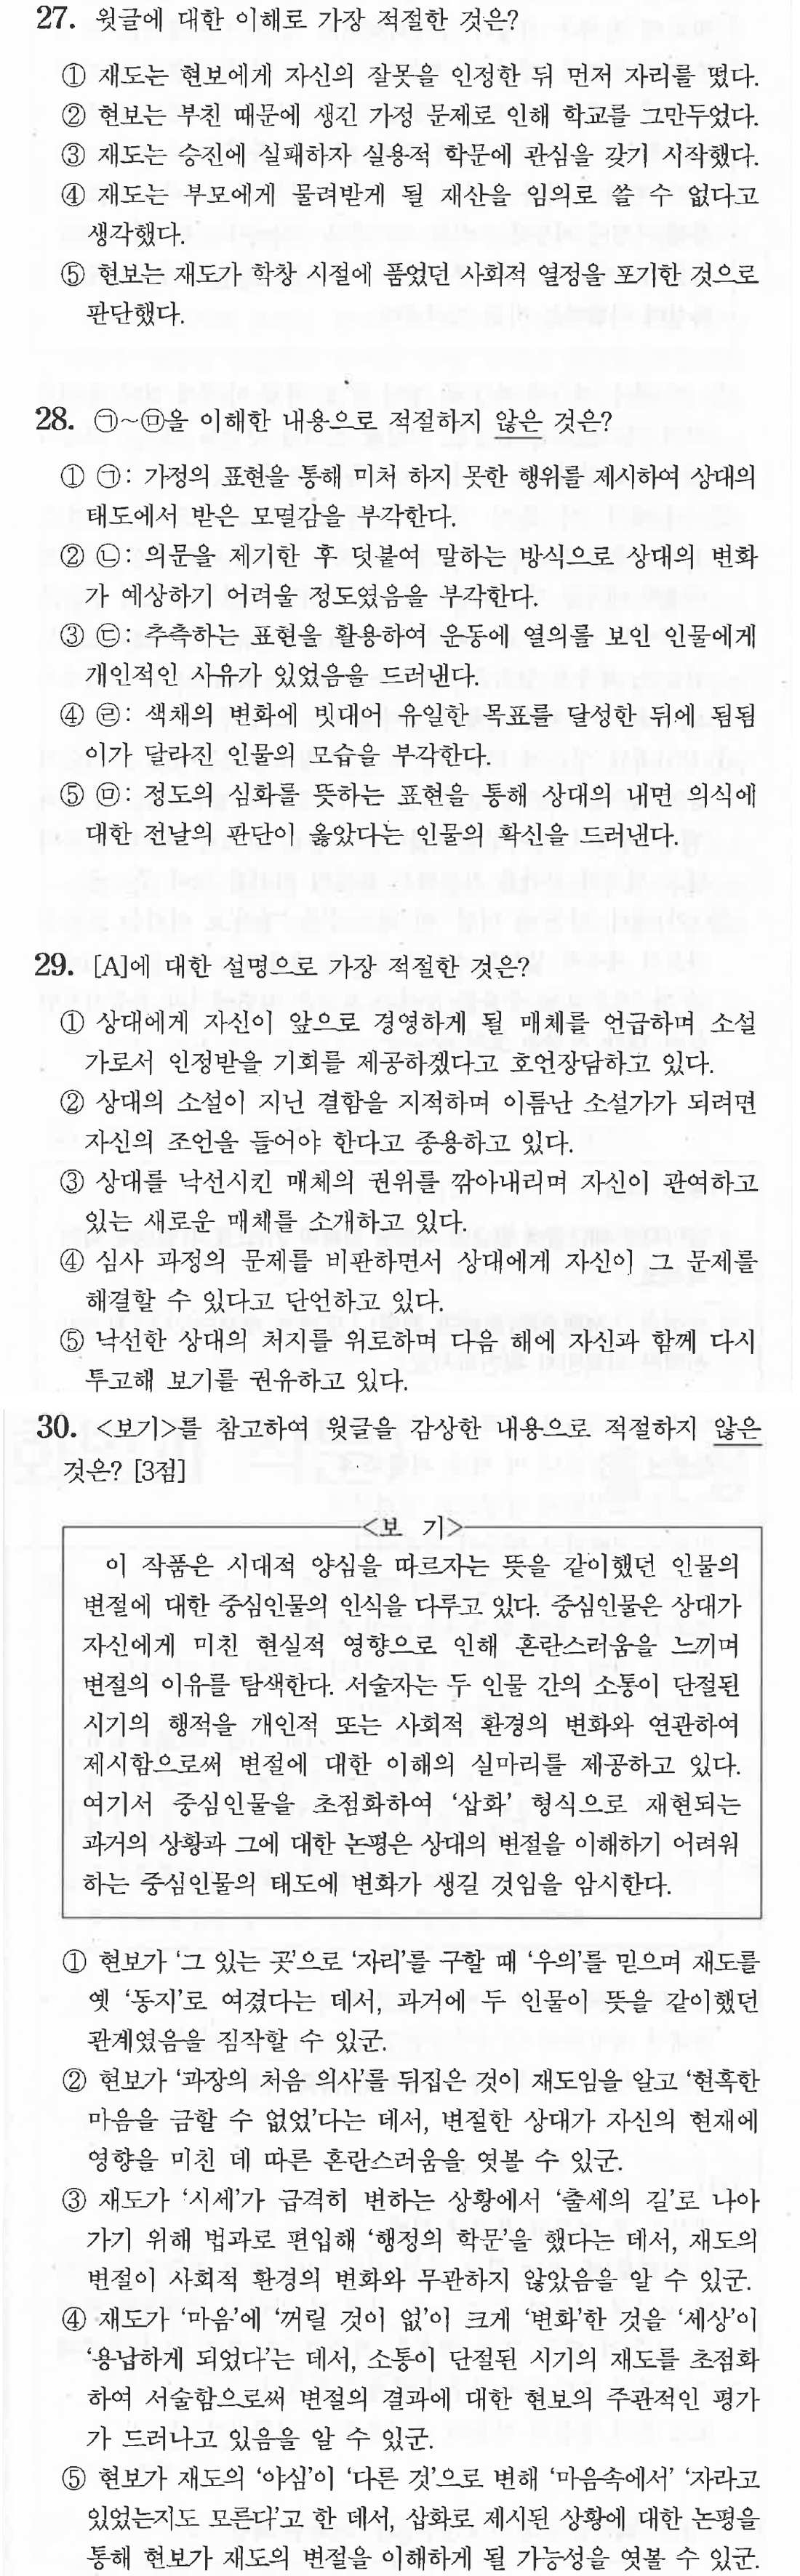 27. 윗글에 대한 이해로 가장 적절한 것은?
① 재도는 현보에게 자신의 잘못을 인정한 뒤 먼저 자리를 떴다.
② 현보는 부친 때문에 생긴 가정 문제로 인해 학교를 그만두었다.
③ 재도는 승진에 실패하자 실용적 학문에 관심을 갖기 시작했다.
④ 재도는 부모에게 물려받게 될 재산을 임의로 쓸 수 없다고
생각했다.
⑤ 현보는 재도가 학창 시절에 품었던 사회적 열정을 포기한 것으로
판단했다.
28. ㉠~㉤을 이해한 내용으로 적절하지 않은 것은?
① ㉠: 가정의 표현을 통해 미처 하지 못한 행위를 제시하여 상대의
태도에서 받은 모멸감을 부각한다.
② ㉡: 의문을 제기한 후 덧붙여 말하는 방식으로 상대의 변화
가 예상하기 어려울 정도였음을 부각한다.
③ ㉢: 추측하는 표현을 활용하여 운동에 열의를 보인 인물에게
개인적인 사유가 있었음을 드러낸다.
④ ㉣: 색채의 변화에 빗대어 유일한 목표를 달성한 뒤에 됨됨
이가 달라진 인물의 모습을 부각한다.
⑤ ㉤: 정도의 심화를 뜻하는 표현을 통해 상대의 내면 의식에
대한 전날의 판단이 옳았다는 인물의 확신을 드러낸다.
29. [A]에 대한 설명으로 가장 적절한 것은?
① 상대에게 자신이 앞으로 경영하게 될 매체를 언급하며 소설
가로서 인정받을 기회를 제공하겠다고 호언장담하고 있다.
② 상대의 소설이 지닌 결함을 지적하며 이름난 소설가가 되려면
자신의 조언을 들어야 한다고 종용하고 있다.
③ 상대를 낙선시킨 매체의 권위를 깎아내리며 자신이 관여하고
있는 새로운 매체를 소개하고 있다.
④ 심사 과정의 문제를 비판하면서 상대에게 자신이 그 문제를
해결할 수 있다고 단언하고 있다.
⑤ 낙선한 상대의 처지를 위로하며 다음 해에 자신과 함께 다시
투고해 보기를 권유하고 있다.
30. <보기>를 참고하여 윗글을 감상한 내용으로 적절하지 않은
것은? [3점]
<보 기>
이 작품은 시대적 양심을 따르자는 뜻을 같이했던 인물의
변절에 대한 중심인물의 인식을 다루고 있다. 중심인물은 상대가
자신에게 미친 현실적 영향으로 인해 혼란스러움을 느끼며
변절의 이유를 탐색한다. 서술자는 두 인물 간의 소통이 단절된
시기의 행적을 개인적 또는 사회적 환경의 변화와 연관하여
제시함으로써 변절에 대한 이해의 실마리를 제공하고 있다.
여기서 중심인물을 초점화하여 '삽화' 형식으로 재현되는
과거의 상황과 그에 대한 논평은 상대의 변절을 이해하기 어려워
하는 중심인물의 태도에 변화가 생길 것임을 암시한다.
① 현보가 '그 있는 곳'으로 '자리'를 구할 때 '우의'를 믿으며 재도를
옛 '동지'로 여겼다는 데서, 과거에 두 인물이 뜻을 같이했던
관계였음을 짐작할 수 있군.
② 현보가 '과장의 처음 의사'를 뒤집은 것이 재도임을 알고 '현혹한
마음을 금할 수 없었'다는 데서, 변절한 상대가 자신의 현재에
영향을 미친 데 따른 혼란스러움을 엿볼 수 있군.
③ 재도가 '시세'가 급격히 변하는 상황에서 '출세의 길'로 나아
가기 위해 법과로 편입해 '행정의 학문'을 했다는 데서, 재도의
변절이 사회적 환경의 변화와 무관하지 않았음을 알 수 있군.
④ 재도가 '마음'에 '꺼릴 것이 없'이 크게 '변화'한 것을 '세상'이
'용납하게 되었다'는 데서, 소통이 단절된 시기의 재도를 초점화
하여 서술함으로써 변절의 결과에 대한 현보의 주관적인 평가
가 드러나고 있음을 알 수 있군.
⑤ 현보가 재도의 '야심'이 '다른 것'으로 변해 '마음속에서' '자라고
있었는지도 모른다'고 한 데서, 삽화로 제시된 상황에 대한 논평을
통해 현보가 재도의 변절을 이해하게 될 가능성을 엿볼 수 있군.